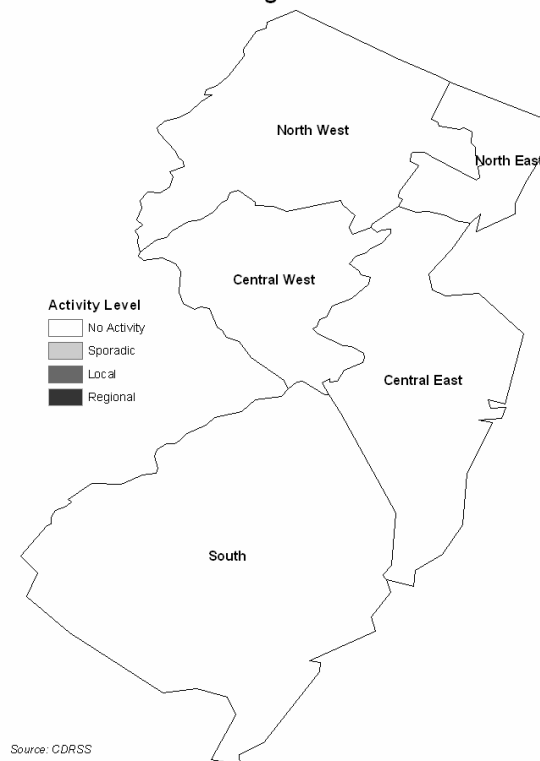 North West
North East
Central West
Activity Level
No Activity
Sporadic
Local
Regional
Central East
South
Source: CDRSS